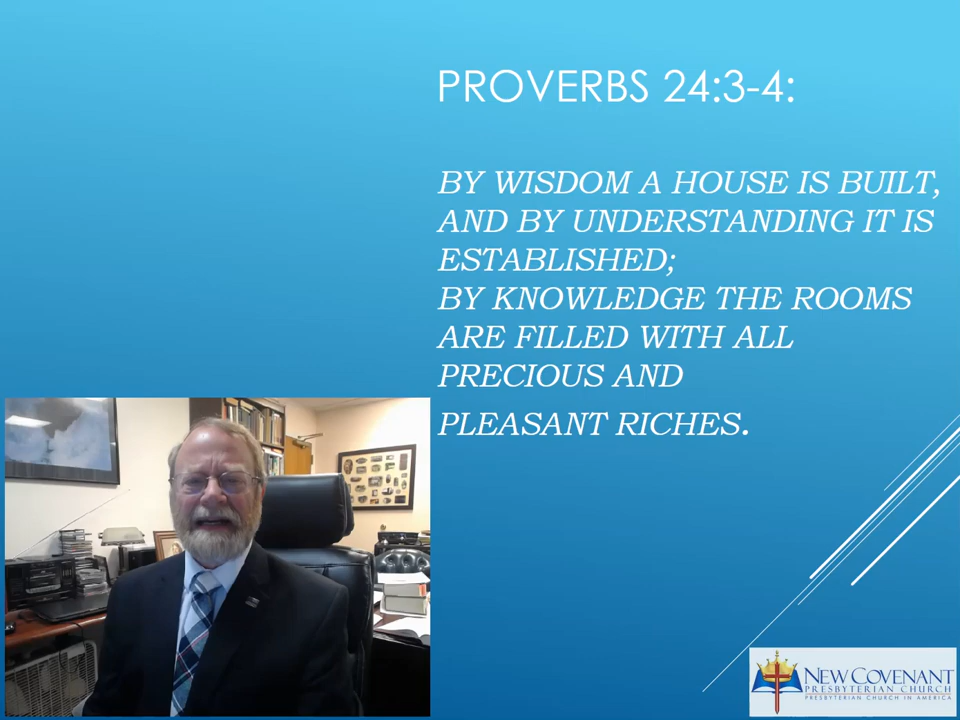 PROVERBS 24:3-4:
BY WISDOM A HOUSE IS BUILT,
AND BY UNDERSTANDING IT IS
ESTABLISHED;
BY KNOWLEDGE THE ROOMS
ARE FILLED WITH ALL
PRECIOUS AND
PLEASANT RICHES.
NEW COVENANT
PRESBYTERIAN CHURCH
PRESBYTERIAN CHURCH IN AMERICA